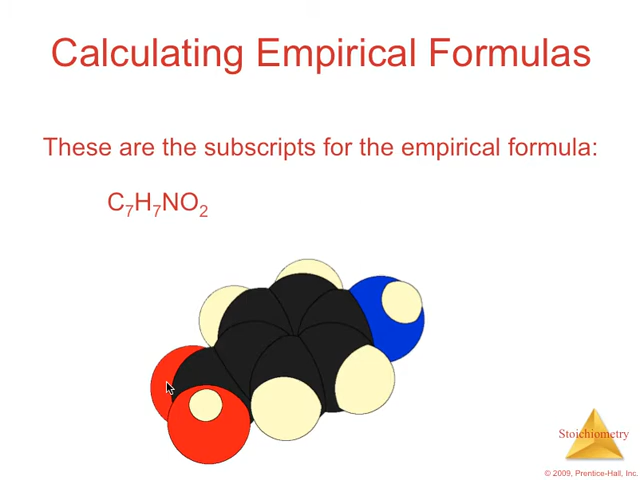 Calculating Empirical Formulas
These are the subscripts for the empirical formula:
C₇H₇NO₂
Stoichiometry
© 2009, Prentice-Hall, Inc.